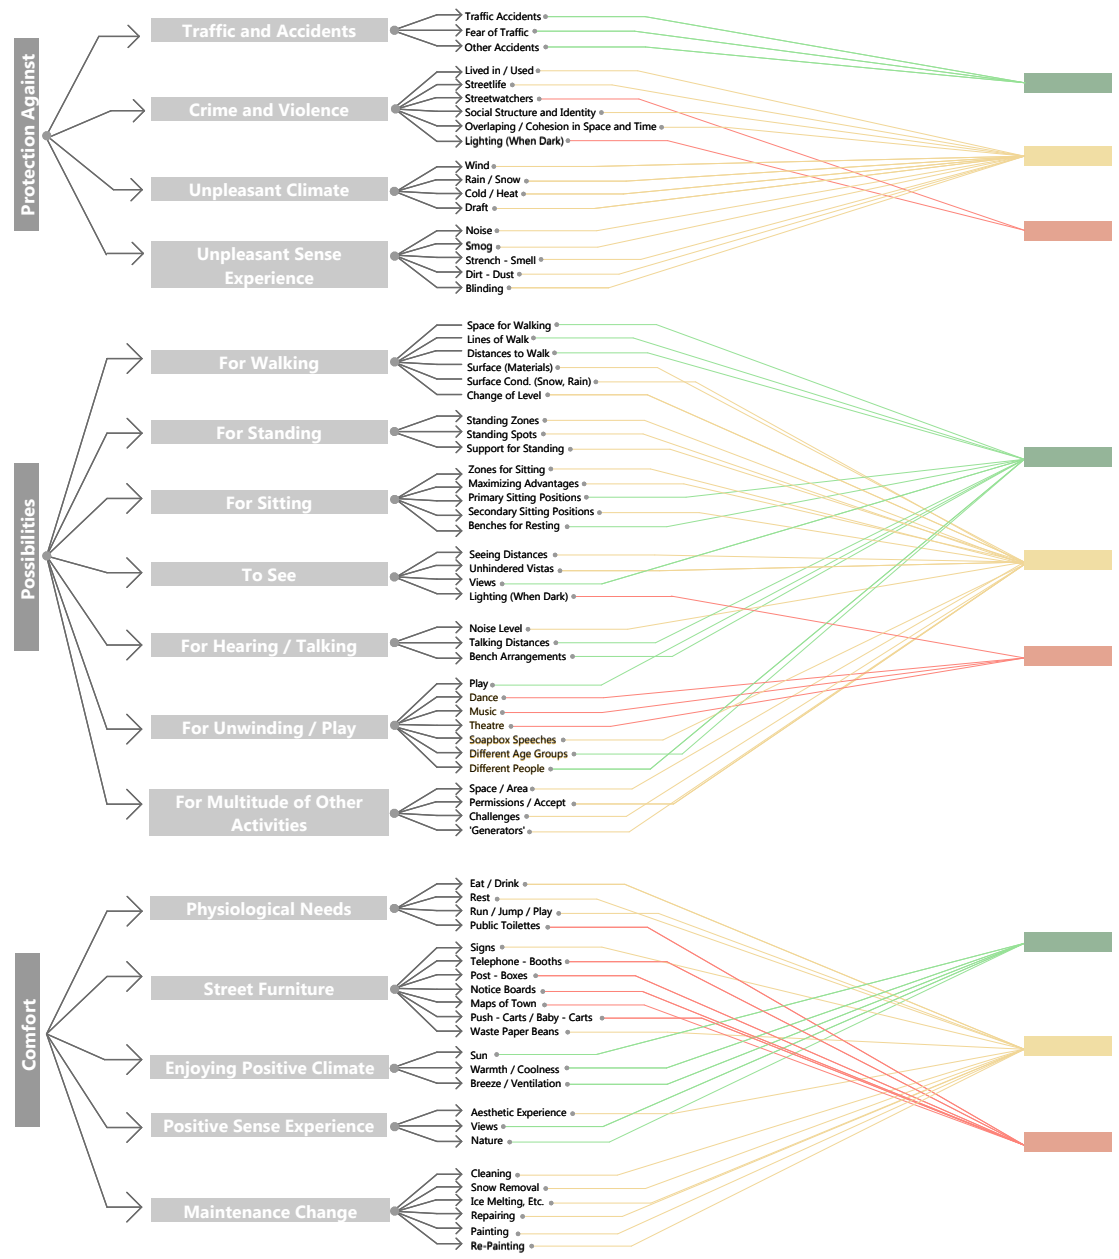 Protection Against
Traffic and Accidents
Traffic Accidents
Fear of Traffic
Other Accidents
Crime and Violence
Lived in / Used
Streetlife
Streetwatchers
Social Structure and Identity
Overlaping / Cohesion in Space and Time
Lighting (When Dark)
Unpleasant Climate
Wind
Rain / Snow
Cold / Heat
Draft
Unpleasant Sense
Experience
Noise
Smog
Strench - Smell
Dirt - Dust
Blinding
Possibilities
For Walking
Space for Walking
Lines of Walk
Distances to Walk
Surface (Materials)
Surface Cond. (Snow, Rain)
Change of Level
For Standing
Standing Zones
Standing Spots
Support for Standing
For Sitting
Zones for Sitting
Maximizing Advantages
Primary Sitting Positions
Secondary Sitting Positions
Benches for Resting
To See
Seeing Distances
Unhindered Vistas
Views
Lighting (When Dark)
For Hearing / Talking
Noise Level
Talking Distances
Bench Arrangements
For Unwinding / Play
Play
Dance
Music
Theatre
Soapbox Speeches
Different Age Groups
Different People
For Multitude of Other
Activities
Space / Area
Permissions / Accept
Challenges
'Generators'
Comfort
Physiological Needs
Eat / Drink
Rest
Run / Jump / Play
Public Toilettes
Street Furniture
Signs
Telephone - Booths
Post - Boxes
Notice Boards
Maps of Town
Push - Carts / Baby - Carts
Waste Paper Beans
Enjoying Positive Climate
Sun
Warmth / Coolness
Breeze / Ventilation
Positive Sense Experience
Aesthetic Experience
Views
Nature
Maintenance Change
Cleaning
Snow Removal
Ice Melting, Etc.
Repairing
Painting
Re-Painting